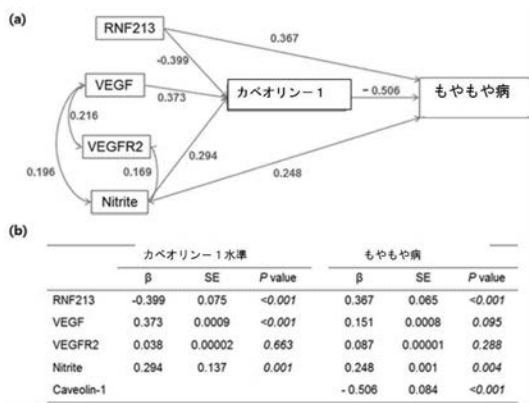 (a)
RNF213
0.367
-0.399
VEGF
0.373
カベオリン－１
- 0.506
もやもや病
0.216
VEGFR2
0.294
0.196
0.169
0.248
Nitrite
(b)
カベオリン－１水準 もやもや病
β SE P value β SE P value
RNF213 -0.399 0.075 <0.001 0.367 0.065 <0.001
VEGF 0.373 0.0009 <0.001 0.151 0.0008 0.095
VEGFR2 0.038 0.00002 0.663 0.087 0.00001 0.288
Nitrite 0.294 0.137 0.001 0.248 0.001 0.004
Caveolin-1 - 0.506 0.084 <0.001